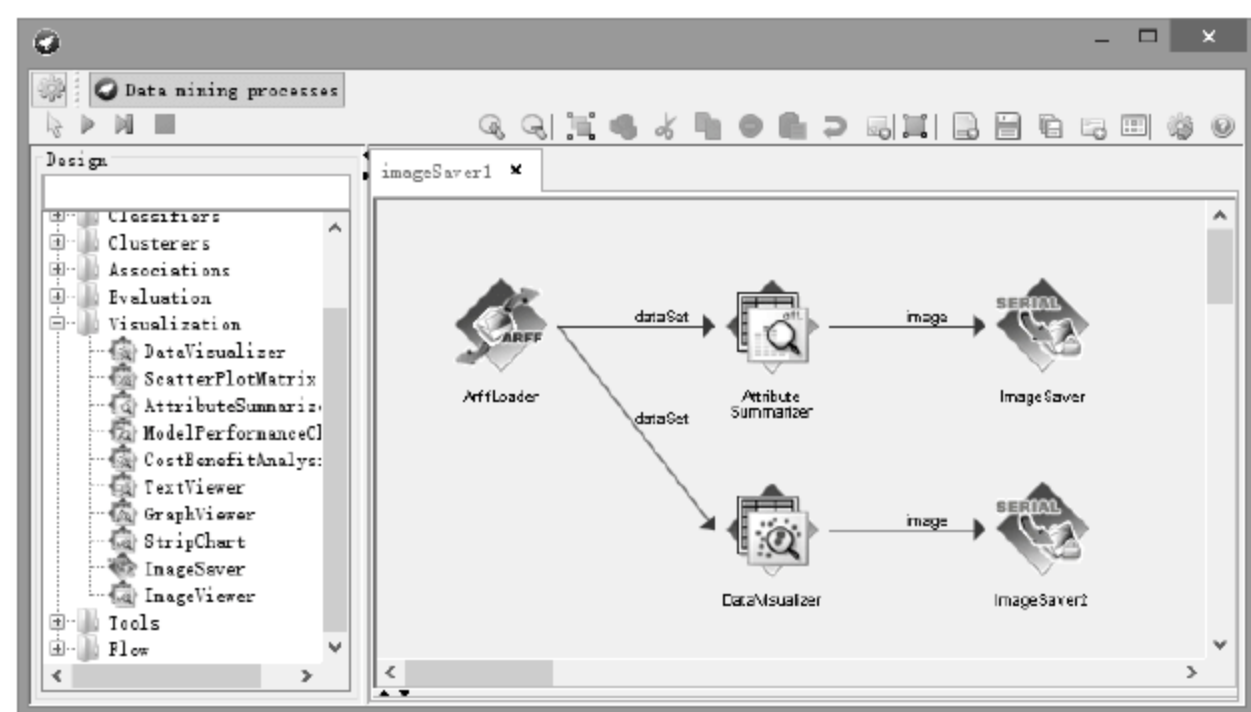 Data mining processes
Design
imageSaver1
Classifiers
Clusterers
Associations
Evaluation
Visualization
DataVisualizer
ScatterPlotMatrix
AttributeSummariz
ModelPerformanceCl
CostBenefitAnalys
TextViewer
GraphViewer
StripChart
ImageSaver
ImageViewer
Tools
Flow
ARFF
ArffLoader
dataSet
Attribute
Summarizer
image
SERIAL
ImageSaver
dataSet
DataVisualizer
image
SERIAL
ImageSaver2